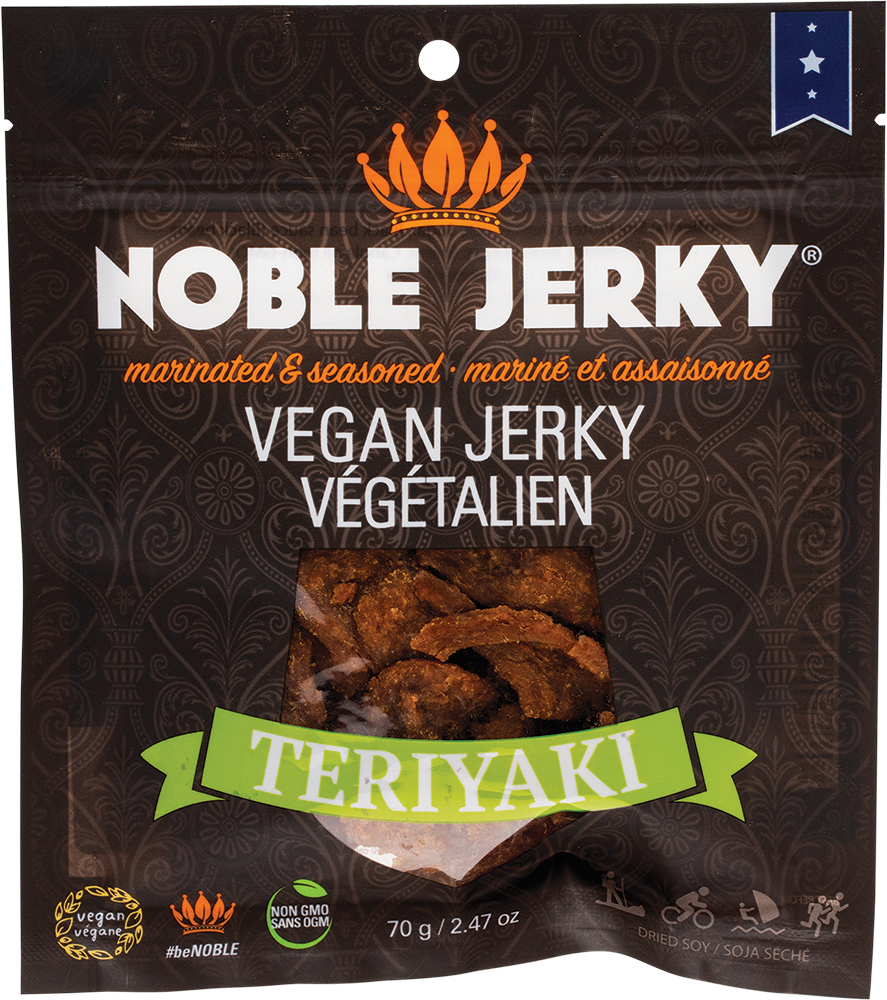 NOBLE JERKY®
marinated & seasoned · mariné et assaisonné
VEGAN JERKY
VÉGÉTALIEN
TERIYAKI
vegan
végane
#beNOBLE
NON GMO
SANS OGM
70 g / 2.47 oz
DRIED SOY / SOJA SECHÉ